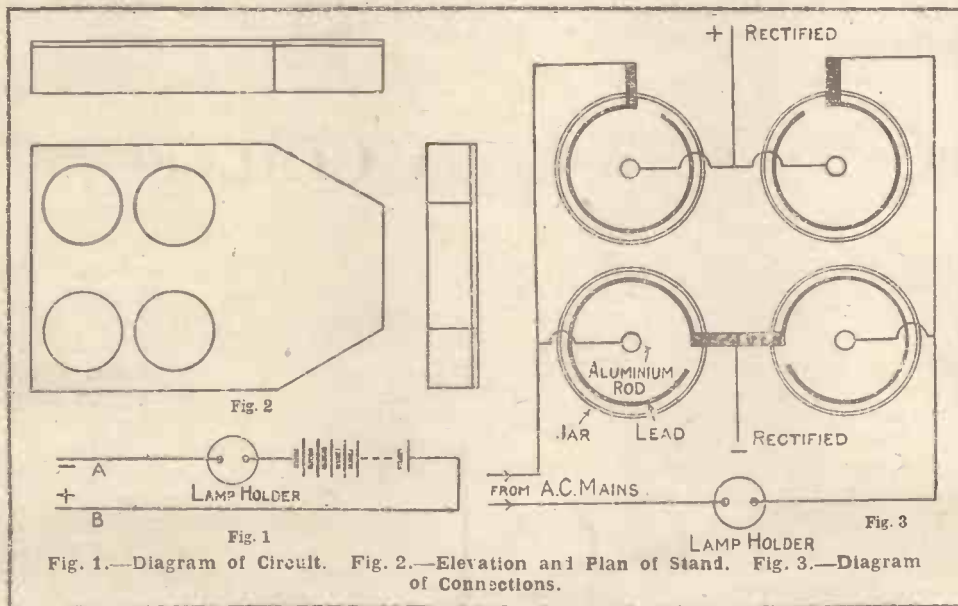 + RECTIFIED
Fig. 2
ALUMINIUM
ROD
JAR
LEAD
− RECTIFIED
− A
LAMP HOLDER
+ B
Fig. 1
FROM A.C. MAINS
LAMP HOLDER
Fig. 3
Fig. 1.—Diagram of Circuit. Fig. 2.—Elevation and Plan of Stand. Fig. 3.—Diagram
of Connections.